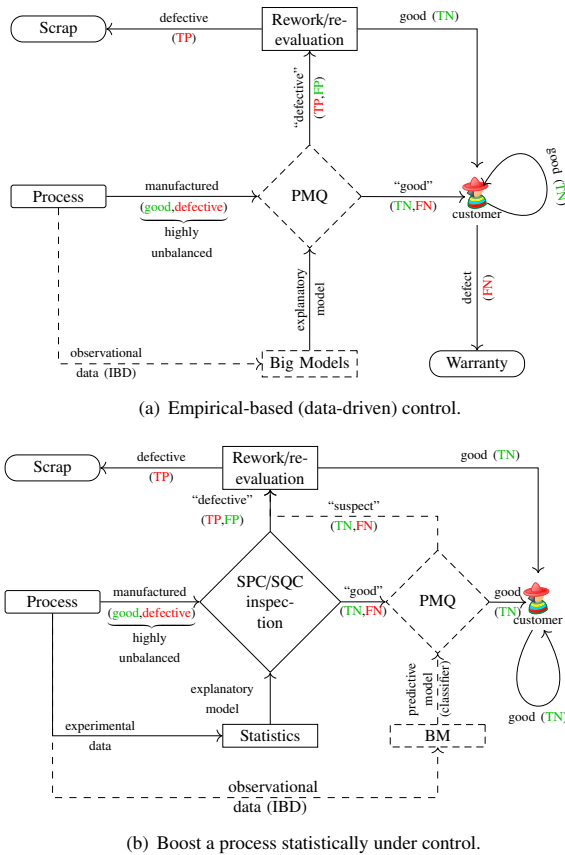 defective
(TP)
Scrap
Rework/re-
evaluation
good (TN)
"defective"
(TP,FP)
Process
manufactured
(good,defective)
highly
unbalanced
PMQ
"good"
(TN,FN)
customer
good
(TN)
explanatory
model
defect
(FN)
observational
data (IBD)
Big Models
Warranty
(a) Empirical-based (data-driven) control.
defective
(TP)
Scrap
Rework/re-
evaluation
good (TN)
"defective"
(TP,FP)
"suspect"
(TN,FN)
Process
manufactured
(good,defective)
highly
unbalanced
SPC/SQC
inspec-
tion
"good"
(TN,FN)
PMQ
good
(TN)
customer
explanatory
model
predictive
model
(classifier)
good (TN)
experimental
data
Statistics
BM
observational
data (IBD)
(b) Boost a process statistically under control.